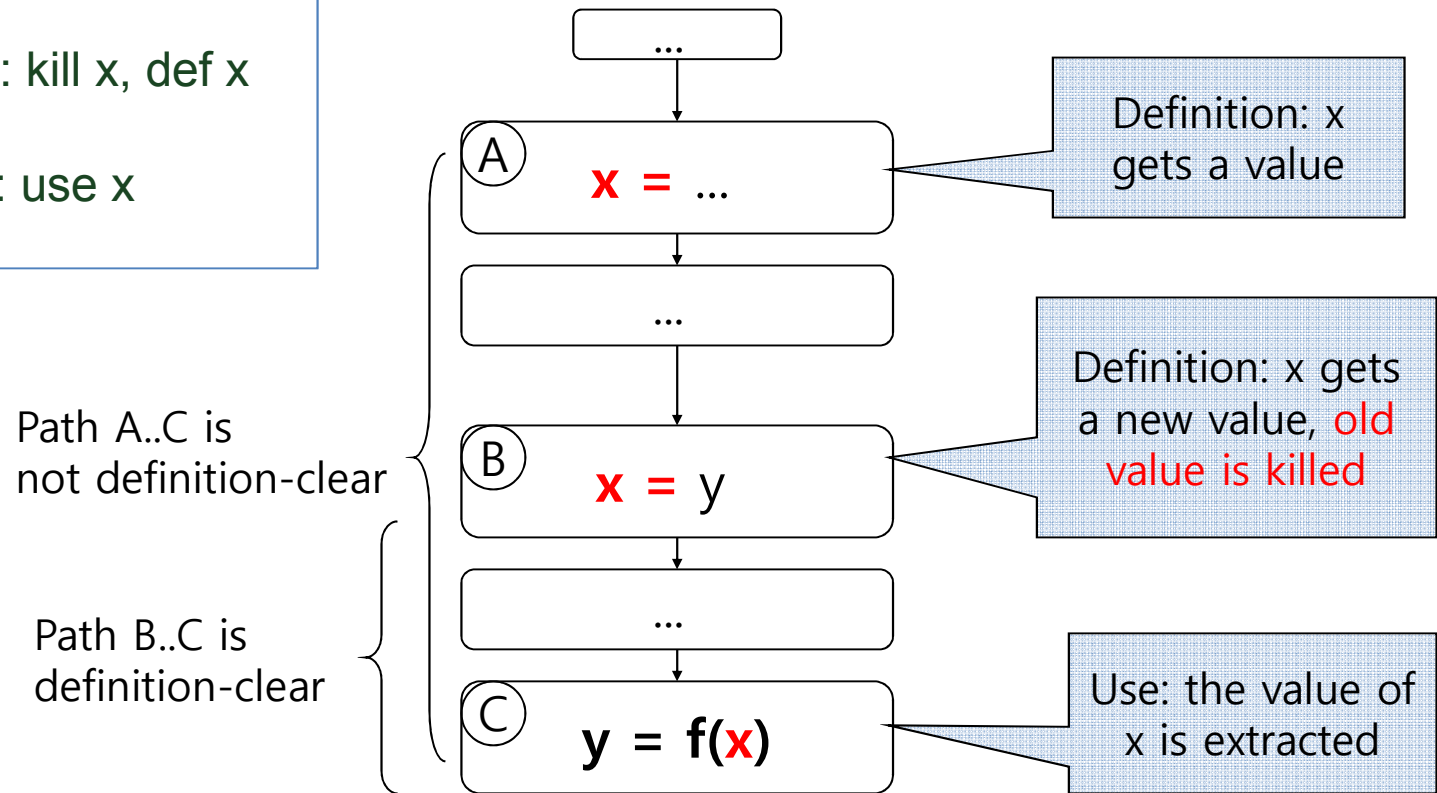 : kill x, def x
: use x
...
A
x = ...
Definition: x
gets a value
...
Path A..C is
not definition-clear
B
x = y
Definition: x gets
a new value, old
value is killed
...
Path B..C is
definition-clear
C
y = f(x)
Use: the value of
x is extracted